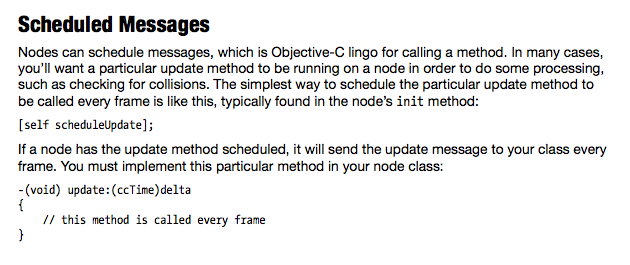 Scheduled Messages
Nodes can schedule messages, which is Objective-C lingo for calling a method. In many cases,
you'll want a particular update method to be running on a node in order to do some processing,
such as checking for collisions. The simplest way to schedule the particular update method to
be called every frame is like this, typically found in the node's init method:
[self scheduleUpdate];
If a node has the update method scheduled, it will send the update message to your class every
frame. You must implement this particular method in your node class:
-(void) update:(ccTime)delta
{
// this method is called every frame
}